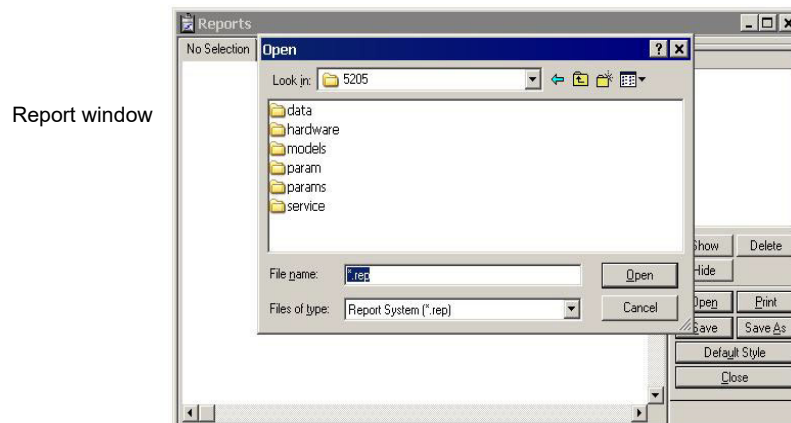 Reports
No Selection
Open
Look in: 5205
Report window
data
hardware
models
param
params
service
Show Delete
Hide
File name: *.rep Open
Open Print
Files of type: Report System (*.rep) Cancel
Save Save As
Default Style
Close